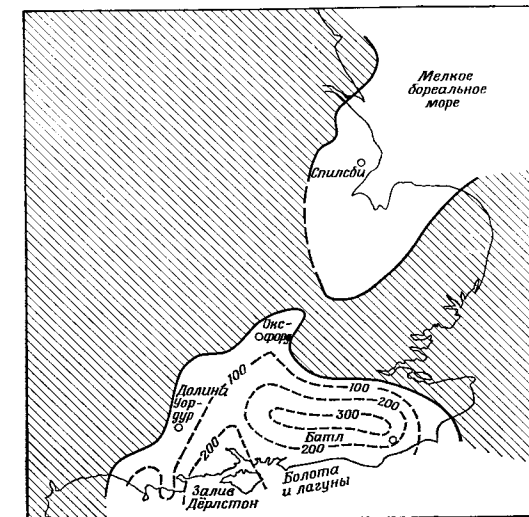 Мелкое
бореальное
море
Спилсби
Окс-
форд
100
100
Долина
Уор-
дур
200
300
200
Батл
200
Болота
и лагуны
Залив
Дёрлстон